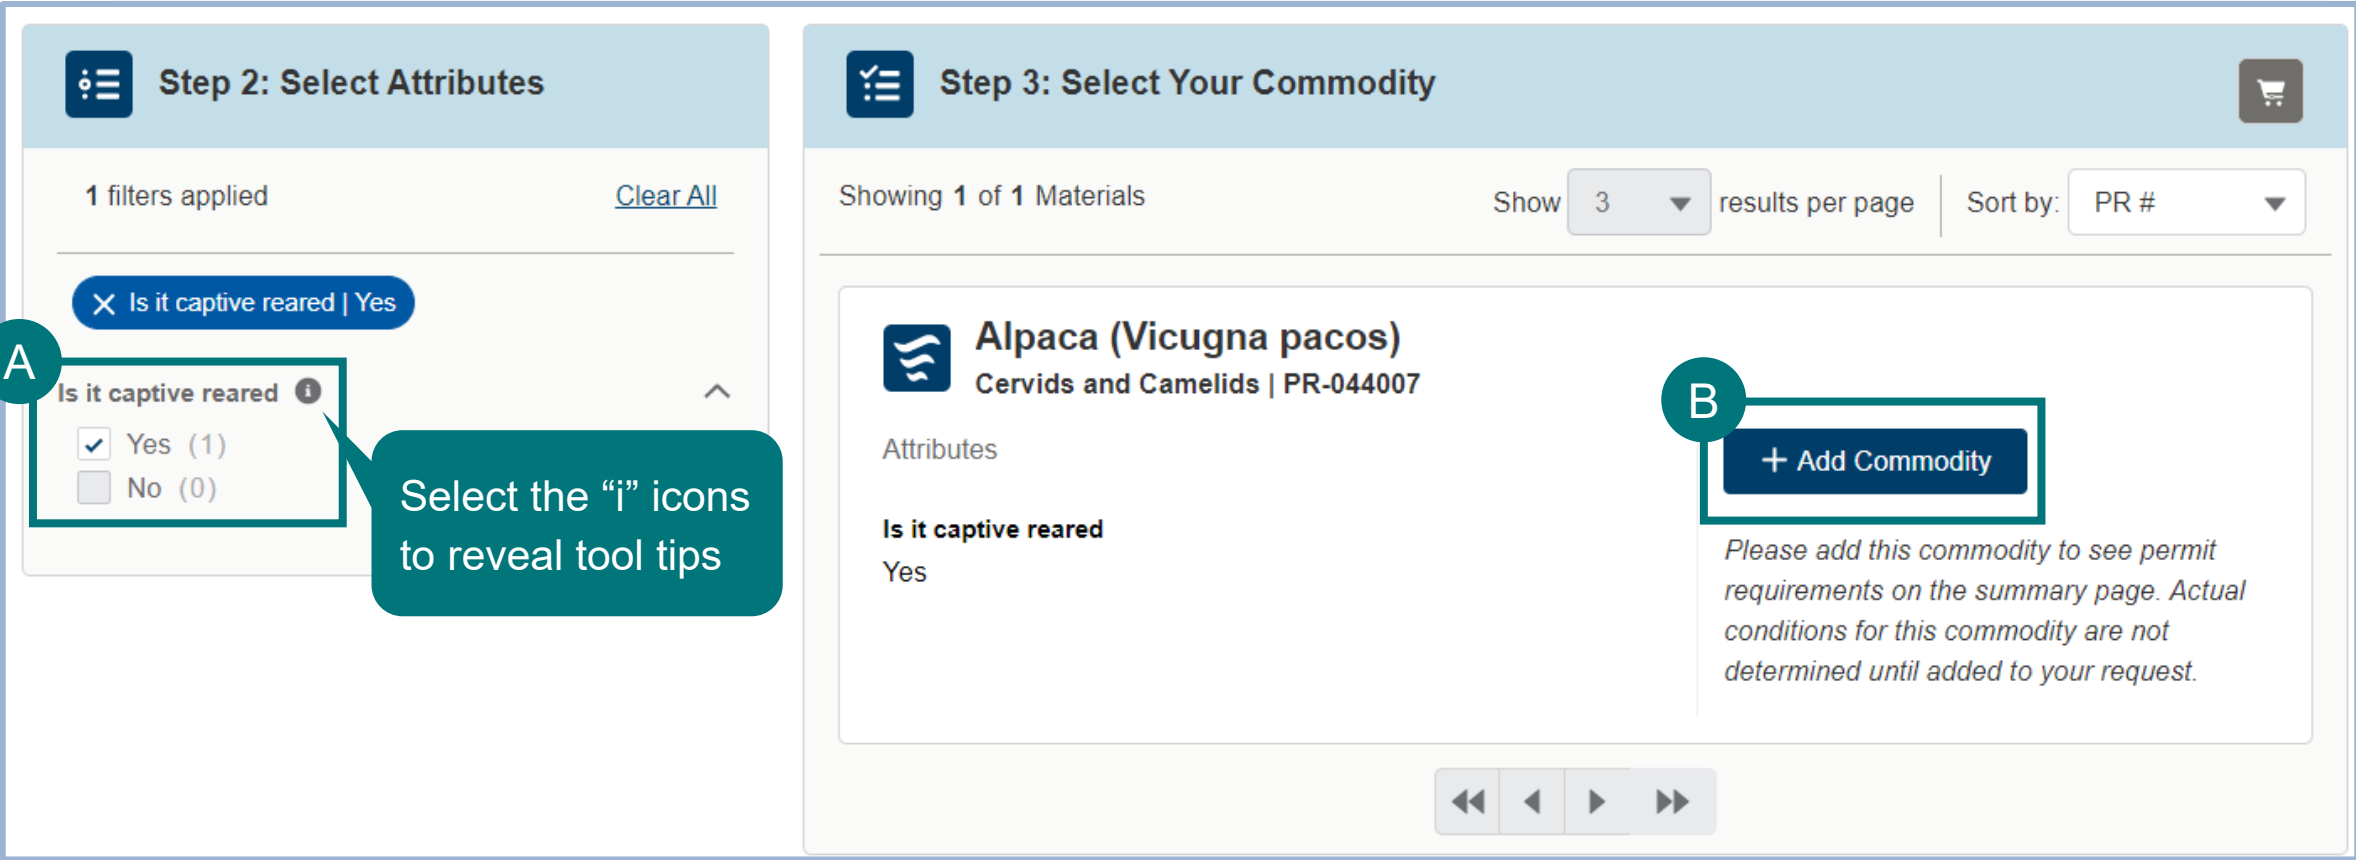 Step 2: Select Attributes
1 filters applied
Clear All
Is it captive reared | Yes
A
Is it captive reared i
Yes (1)
No (0)
Select the “i” icons
to reveal tool tips
Step 3: Select Your Commodity
Showing 1 of 1 Materials
Show 3 results per page
Sort by: PR #
Alpaca (Vicugna pacos)
Cervids and Camelids | PR-044007
Attributes
Is it captive reared
Yes
B
+ Add Commodity
Please add this commodity to see permit
requirements on the summary page. Actual
conditions for this commodity are not
determined until added to your request.